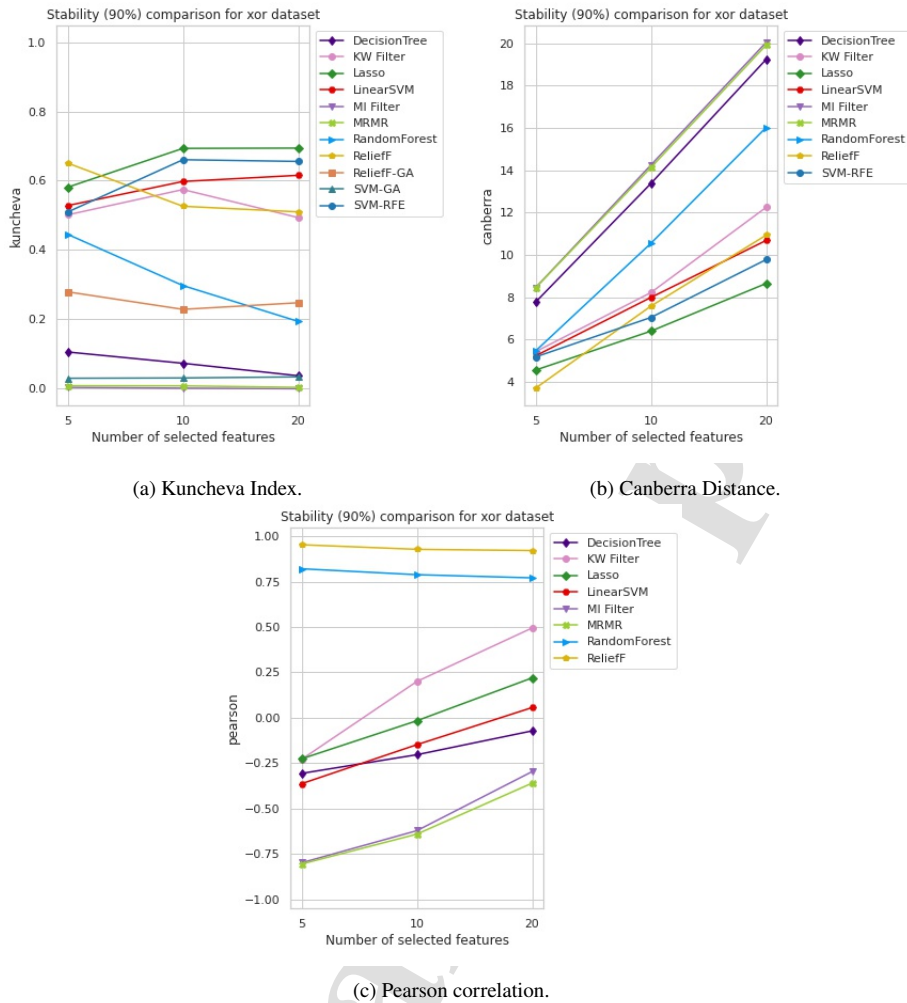 Stability (90%) comparison for xor dataset
1.0
0.8
0.6
0.4
0.2
0.0
kuncheva
5
10
20
Number of selected features
DecisionTree
KW Filter
Lasso
LinearSVM
MI Filter
MRMR
RandomForest
ReliefF
ReliefF-GA
SVM-GA
SVM-RFE
(a) Kuncheva Index.
Stability (90%) comparison for xor dataset
20
18
16
14
12
10
8
6
4
canberra
5
10
20
Number of selected features
DecisionTree
KW Filter
Lasso
LinearSVM
MI Filter
MRMR
RandomForest
ReliefF
SVM-RFE
(b) Canberra Distance.
Stability (90%) comparison for xor dataset
1.00
0.75
0.50
0.25
0.00
−0.25
−0.50
−0.75
−1.00
pearson
5
10
20
Number of selected features
DecisionTree
KW Filter
Lasso
LinearSVM
MI Filter
MRMR
RandomForest
ReliefF
(c) Pearson correlation.